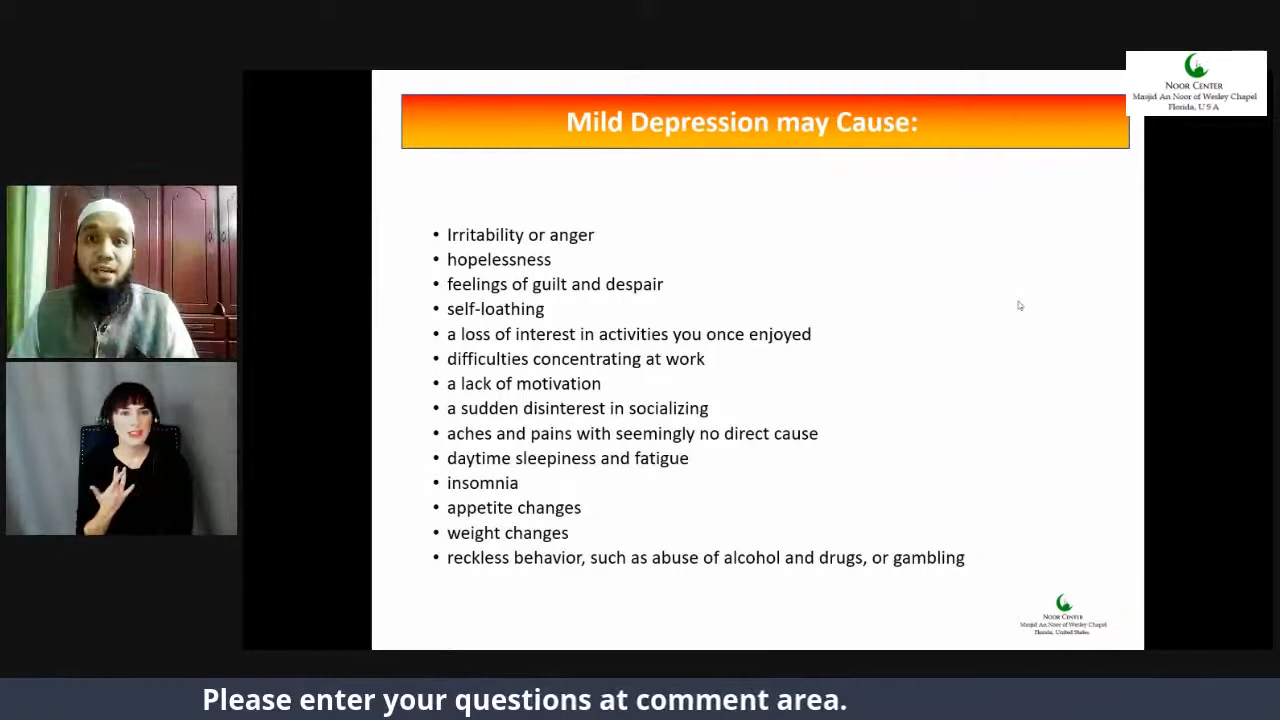 NOOR CENTER
Masjid An Noor of Wesley Chapel
Florida, U S A
Mild Depression may Cause:
• Irritability or anger
• hopelessness
• feelings of guilt and despair
• self-loathing
• a loss of interest in activities you once enjoyed
• difficulties concentrating at work
• a lack of motivation
• a sudden disinterest in socializing
• aches and pains with seemingly no direct cause
• daytime sleepiness and fatigue
• insomnia
• appetite changes
• weight changes
• reckless behavior, such as abuse of alcohol and drugs, or gambling
NOOR CENTER
Masjid An Noor of Wesley Chapel
Florida, United States
Please enter your questions at comment area.